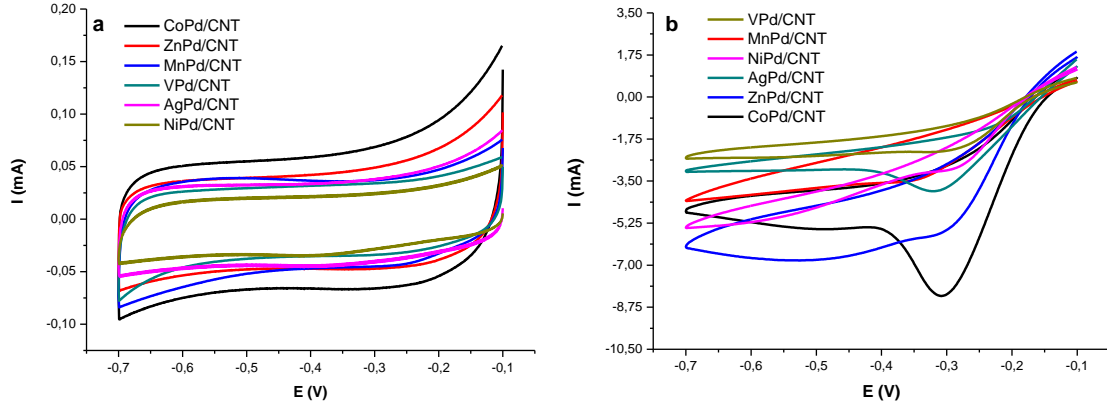 a
CoPd/CNT
ZnPd/CNT
MnPd/CNT
VPd/CNT
AgPd/CNT
NiPd/CNT
0,20
0,15
0,10
0,05
0,00
-0,05
-0,10
I (mA)
-0,7 -0,6 -0,5 -0,4 -0,3 -0,2 -0,1
E (V)
b
VPd/CNT
MnPd/CNT
NiPd/CNT
AgPd/CNT
ZnPd/CNT
CoPd/CNT
3,50
1,75
0,00
-1,75
-3,50
-5,25
-7,00
-8,75
-10,50
I (mA)
-0,7 -0,6 -0,5 -0,4 -0,3 -0,2 -0,1
E (V)